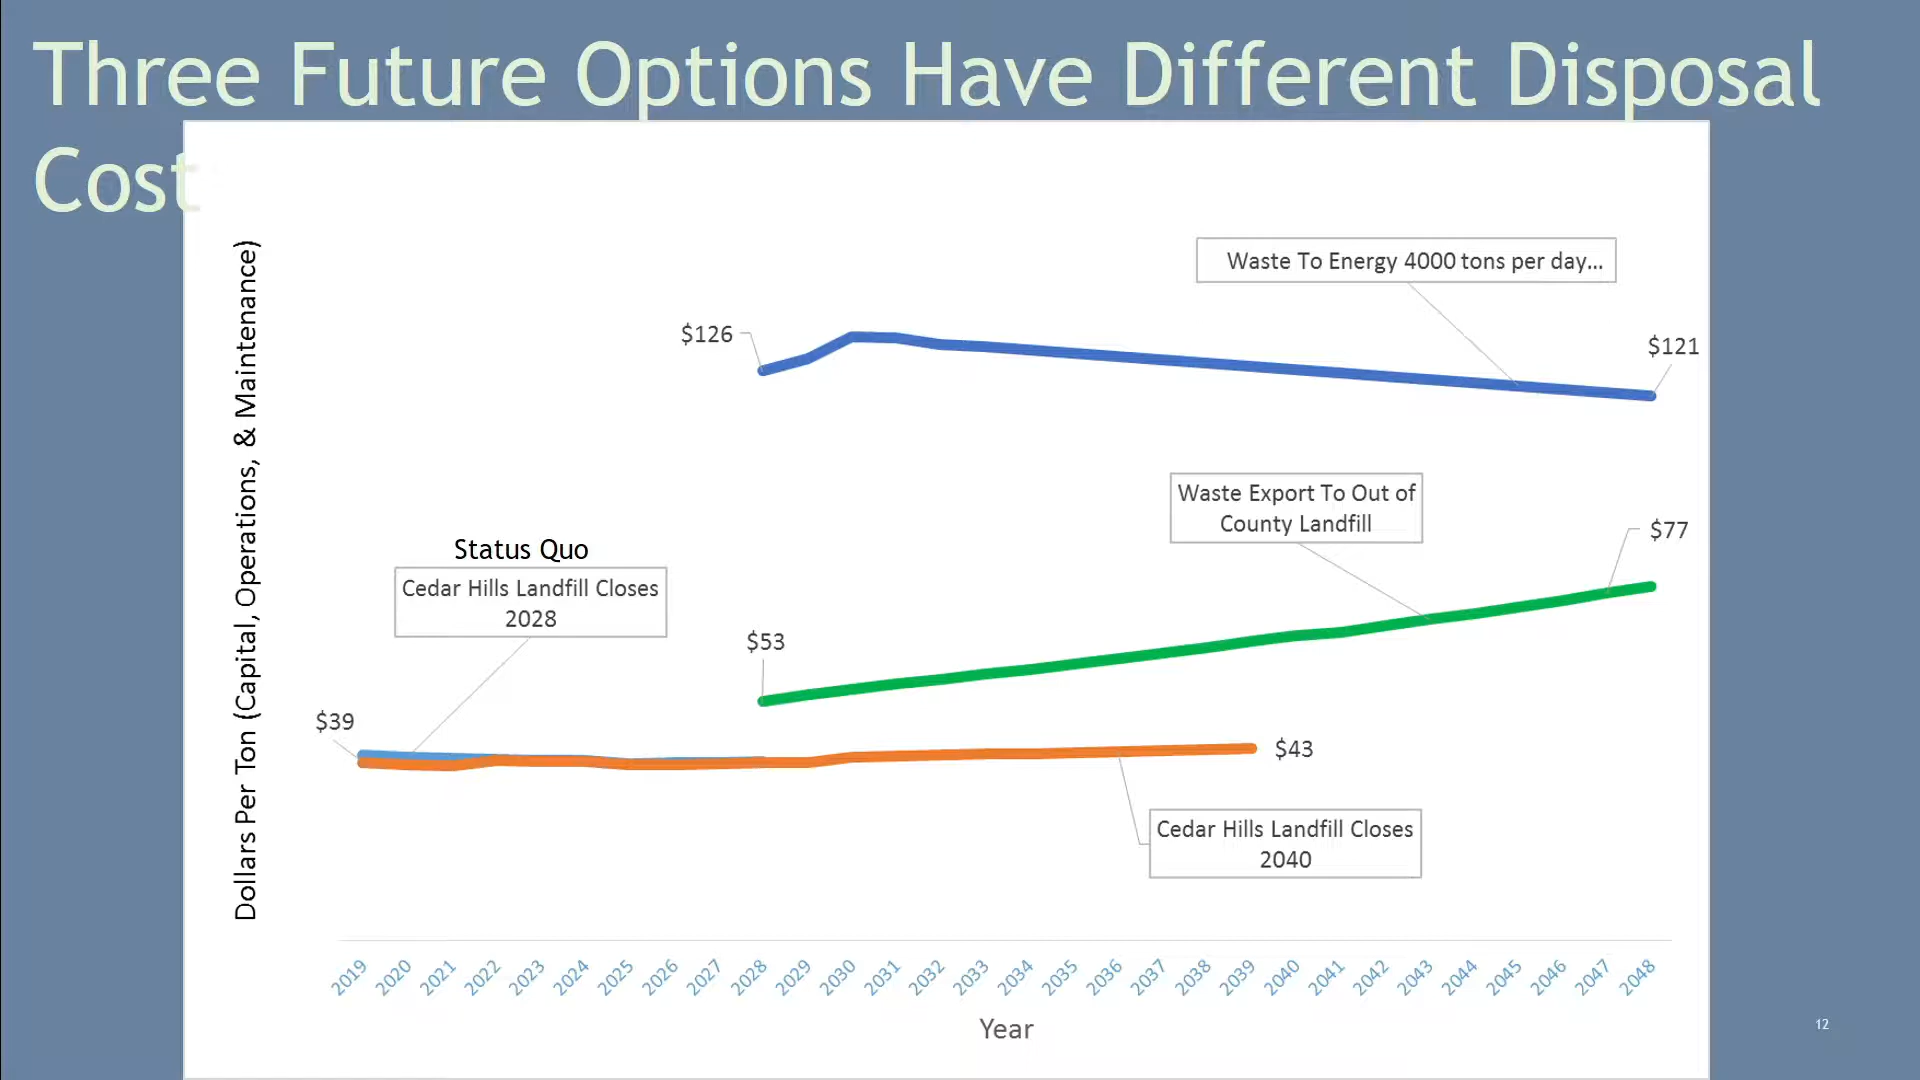 Three Future Options Have Different Disposal
Cost
Dollars Per Ton (Capital, Operations, & Maintenance)
Waste To Energy 4000 tons per day...
$126
$121
Waste Export To Out of
County Landfill
$77
Status Quo
Cedar Hills Landfill Closes
2028
$53
$39
$43
Cedar Hills Landfill Closes
2040
2019 2020 2021 2022 2023 2024 2025 2026 2027 2028 2029 2030 2031 2032 2033 2034 2035 2036 2037 2038 2039 2040 2041 2042 2043 2044 2045 2046 2047 2048
Year
12